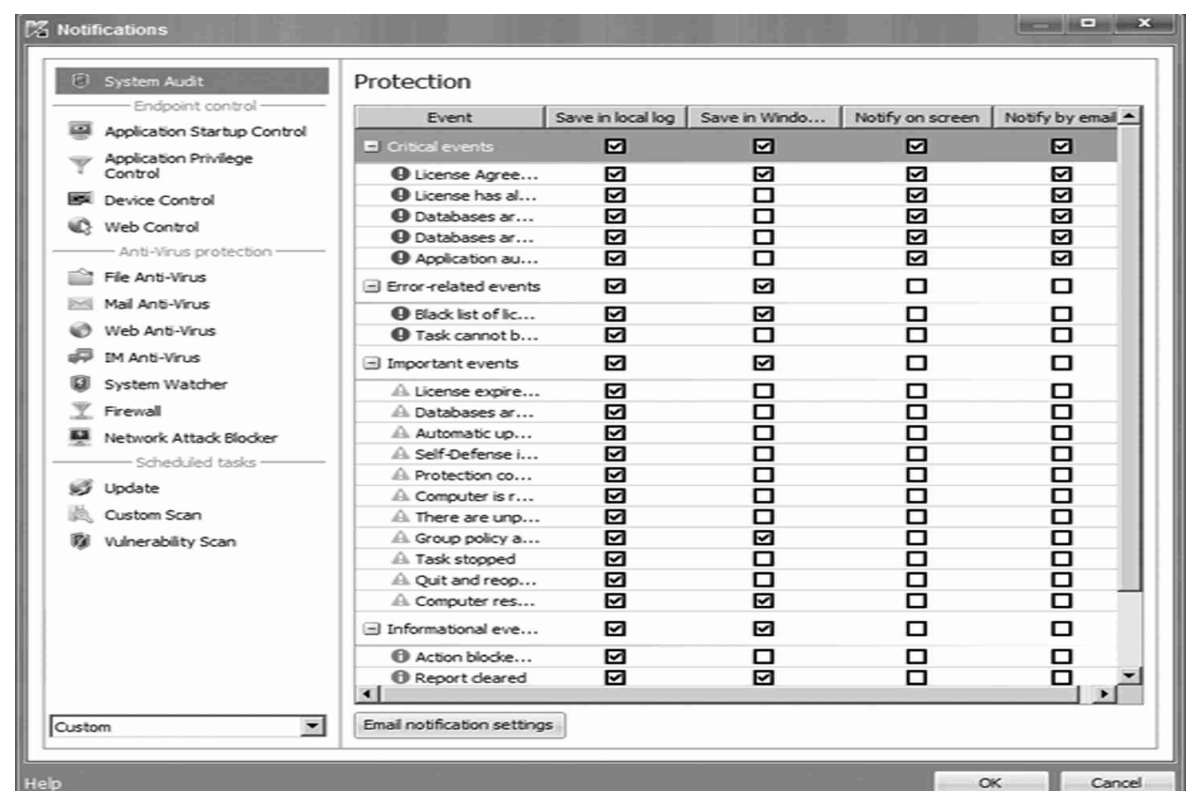 Notifications
System Audit
Endpoint control
Application Startup Control
Application Privilege
Control
Device Control
Web Control
Anti-Virus protection
File Anti-Virus
Mail Anti-Virus
Web Anti-Virus
IM Anti-Virus
System Watcher
Firewall
Network Attack Blocker
Scheduled tasks
Update
Custom Scan
Vulnerability Scan
Custom
Protection
Event Save in local log Save in Windo... Notify on screen Notify by email
Critical events
License Agree...
License has al...
Databases ar...
Databases ar...
Application au...
Error-related events
Black list of lic...
Task cannot b...
Important events
License expire...
Databases ar...
Automatic up...
Self-Defense i...
Protection co...
Computer is r...
There are unp...
Group policy a...
Task stopped
Quit and reop...
Computer res...
Informational eve...
Action blocke...
Report cleared
Email notification settings
Help OK Cancel